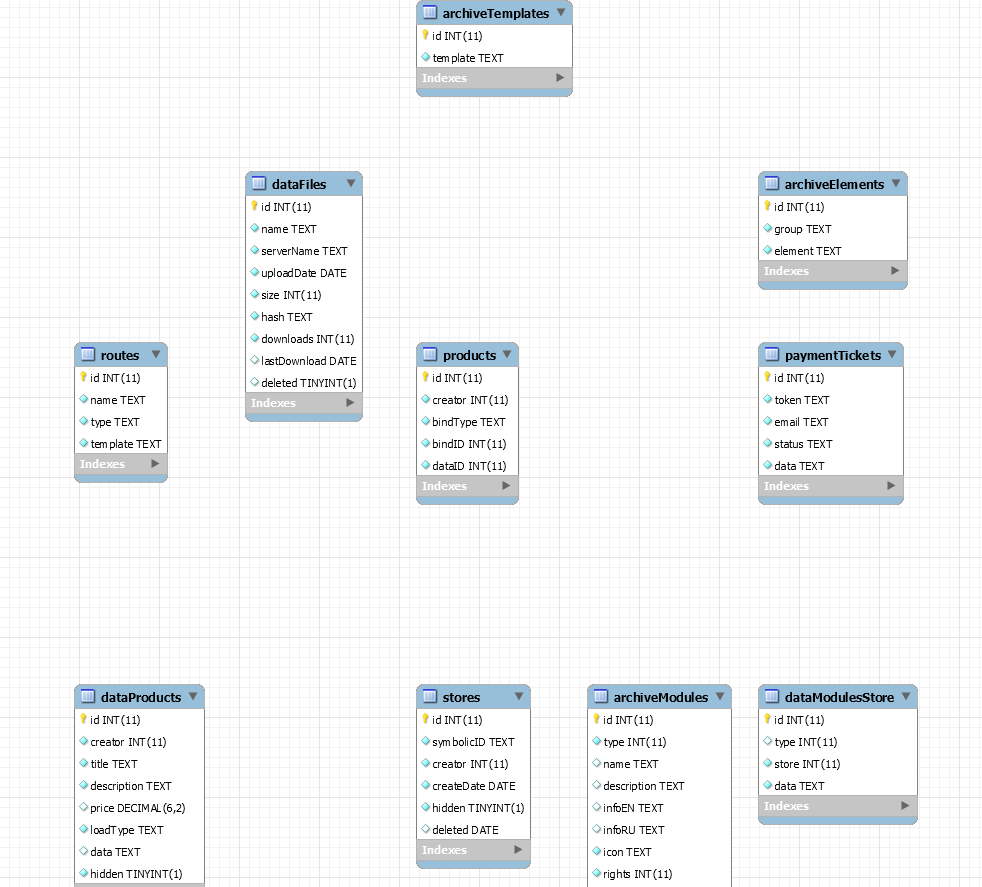 archiveTemplates
id INT(11)
template TEXT
Indexes
dataFiles
id INT(11)
name TEXT
serverName TEXT
uploadDate DATE
size INT(11)
hash TEXT
downloads INT(11)
lastDownload DATE
deleted TINYINT(1)
Indexes
archiveElements
id INT(11)
group TEXT
element TEXT
Indexes
routes
id INT(11)
name TEXT
type TEXT
template TEXT
Indexes
products
id INT(11)
creator INT(11)
bindType TEXT
bindID INT(11)
dataID INT(11)
Indexes
paymentTickets
id INT(11)
token TEXT
email TEXT
status TEXT
data TEXT
Indexes
dataProducts
id INT(11)
creator INT(11)
title TEXT
description TEXT
price DECIMAL(6,2)
loadType TEXT
data TEXT
hidden TINYINT(1)
stores
id INT(11)
symbolicID TEXT
creator INT(11)
createDate DATE
hidden TINYINT(1)
deleted DATE
Indexes
archiveModules
id INT(11)
type INT(11)
name TEXT
description TEXT
infoEN TEXT
infoRU TEXT
icon TEXT
rights INT(11)
dataModulesStore
id INT(11)
type INT(11)
store INT(11)
data TEXT
Indexes